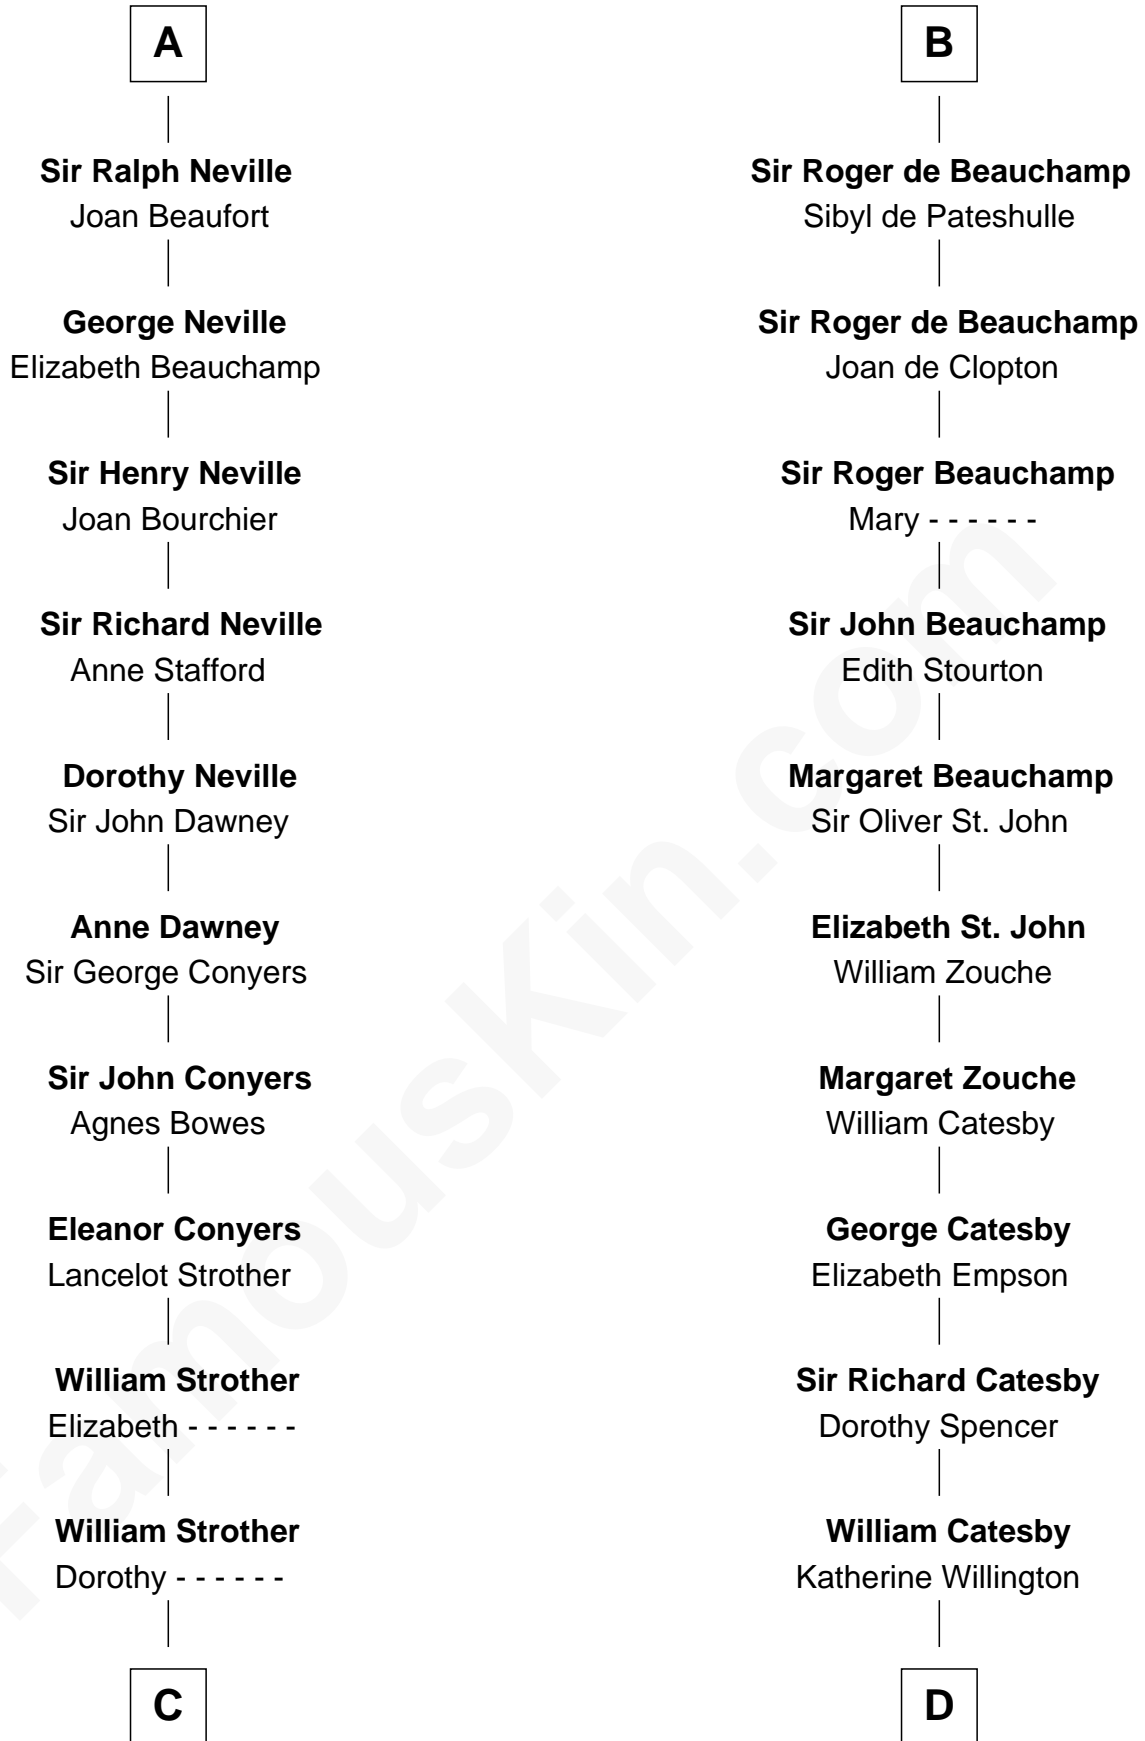 A
Sir Ralph Neville
Joan Beaufort
George Neville
Elizabeth Beauchamp
Sir Henry Neville
Joan Bourchier
Sir Richard Neville
Anne Stafford
Dorothy Neville
Sir John Dawney
Anne Dawney
Sir George Conyers
Sir John Conyers
Agnes Bowes
Eleanor Conyers
Lancelot Strother
William Strother
Elizabeth - - - - - -
William Strother
Dorothy - - - - - -
C
B
Sir Roger de Beauchamp
Sibyl de Pateshulle
Sir Roger de Beauchamp
Joan de Clopton
Sir Roger Beauchamp
Mary - - - - - -
Sir John Beauchamp
Edith Stourton
Margaret Beauchamp
Sir Oliver St. John
Elizabeth St. John
William Zouche
Margaret Zouche
William Catesby
George Catesby
Elizabeth Empson
Sir Richard Catesby
Dorothy Spencer
William Catesby
Katherine Willington
D
FamousKin.com